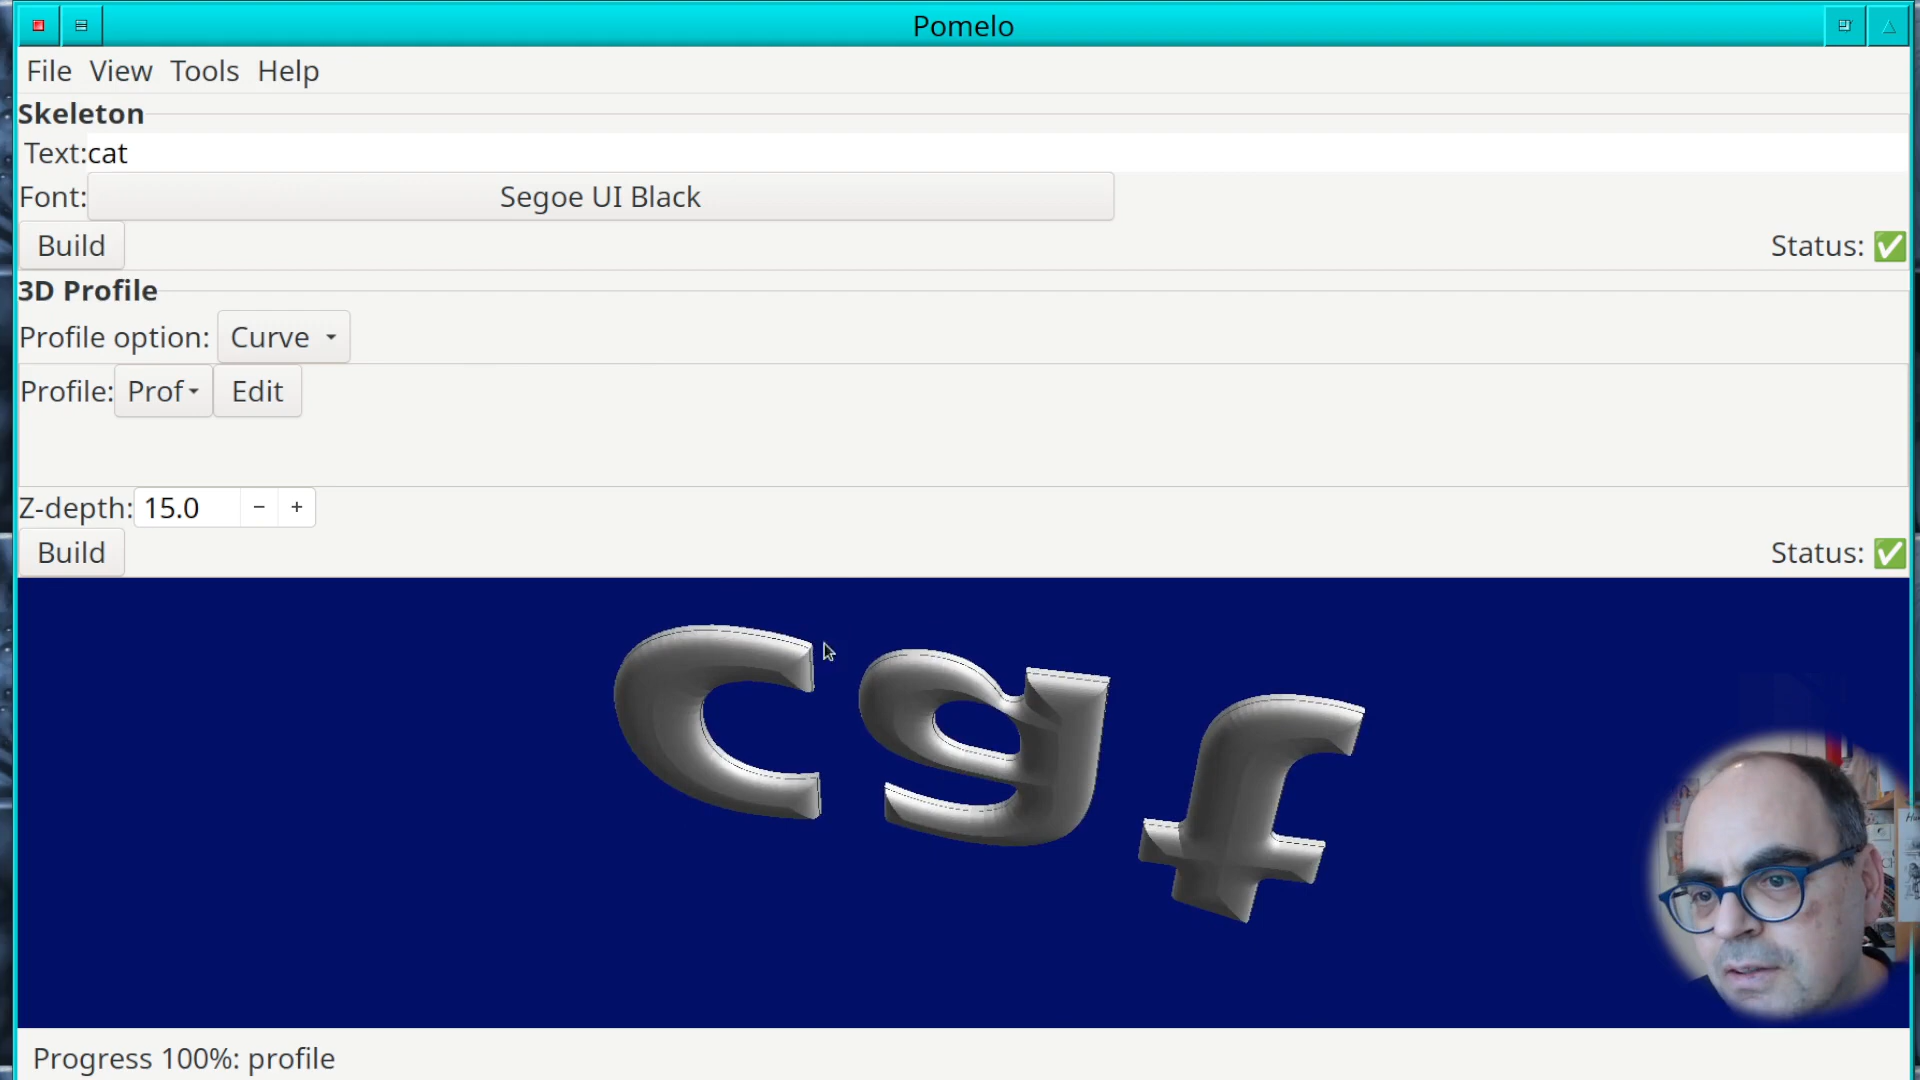 Pomelo
File View Tools Help
Skeleton
Text:cat
Font: Segoe UI Black
Build Status: ✅
3D Profile
Profile option: Curve
Profile: Prof Edit
Z-depth: 15.0 − +
Build Status: ✅
cat
Progress 100%: profile